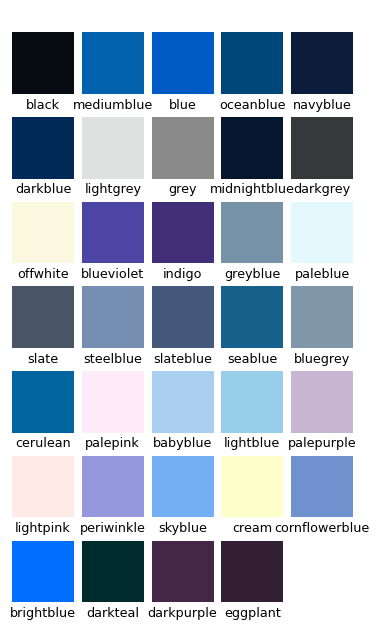 black mediumblue blue oceanblue navyblue
darkblue lightgrey grey midnightblue darkgrey
offwhite blueviolet indigo greyblue paleblue
slate steelblue slateblue seablue bluegrey
cerulean palepink babyblue lightblue palepurple
lightpink periwinkle skyblue cream cornflowerblue
brightblue darkteal darkpurple eggplant